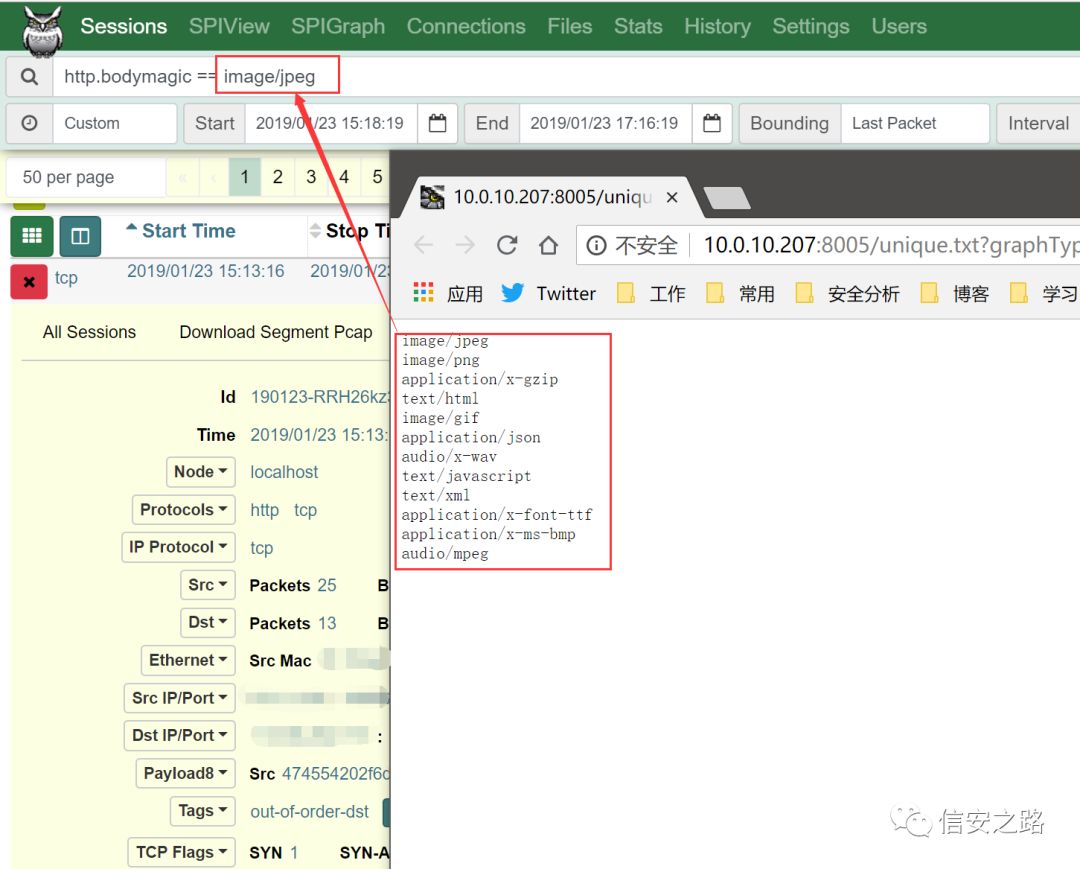 Sessions SPIView SPIGraph Connections Files Stats History Settings Users
http.bodymagic == image/jpeg
Custom Start 2019/01/23 15:18:19 End 2019/01/23 17:16:19 Bounding Last Packet Interval
50 per page « ‹ 1 2 3 4 5
Start Time Stop Ti
tcp 2019/01/23 15:13:16 2019/01/23
All Sessions Download Segment Pcap
Id 190123-RRH26kz
Time 2019/01/23 15:13:
Node localhost
Protocols http tcp
IP Protocol tcp
Src Packets 25 B
Dst Packets 13 B
Ethernet Src Mac
Src IP/Port
Dst IP/Port :
Payload8 Src 474554202f6
Tags out-of-order-dst
TCP Flags SYN 1 SYN-A
10.0.10.207:8005/uniqu
不安全 10.0.10.207:8005/unique.txt?graphTyp
应用 Twitter 工作 常用 安全分析 博客 学习
image/jpeg
image/png
application/x-gzip
text/html
image/gif
application/json
audio/x-wav
text/javascript
text/xml
application/x-font-ttf
application/x-ms-bmp
audio/mpeg
信安之路